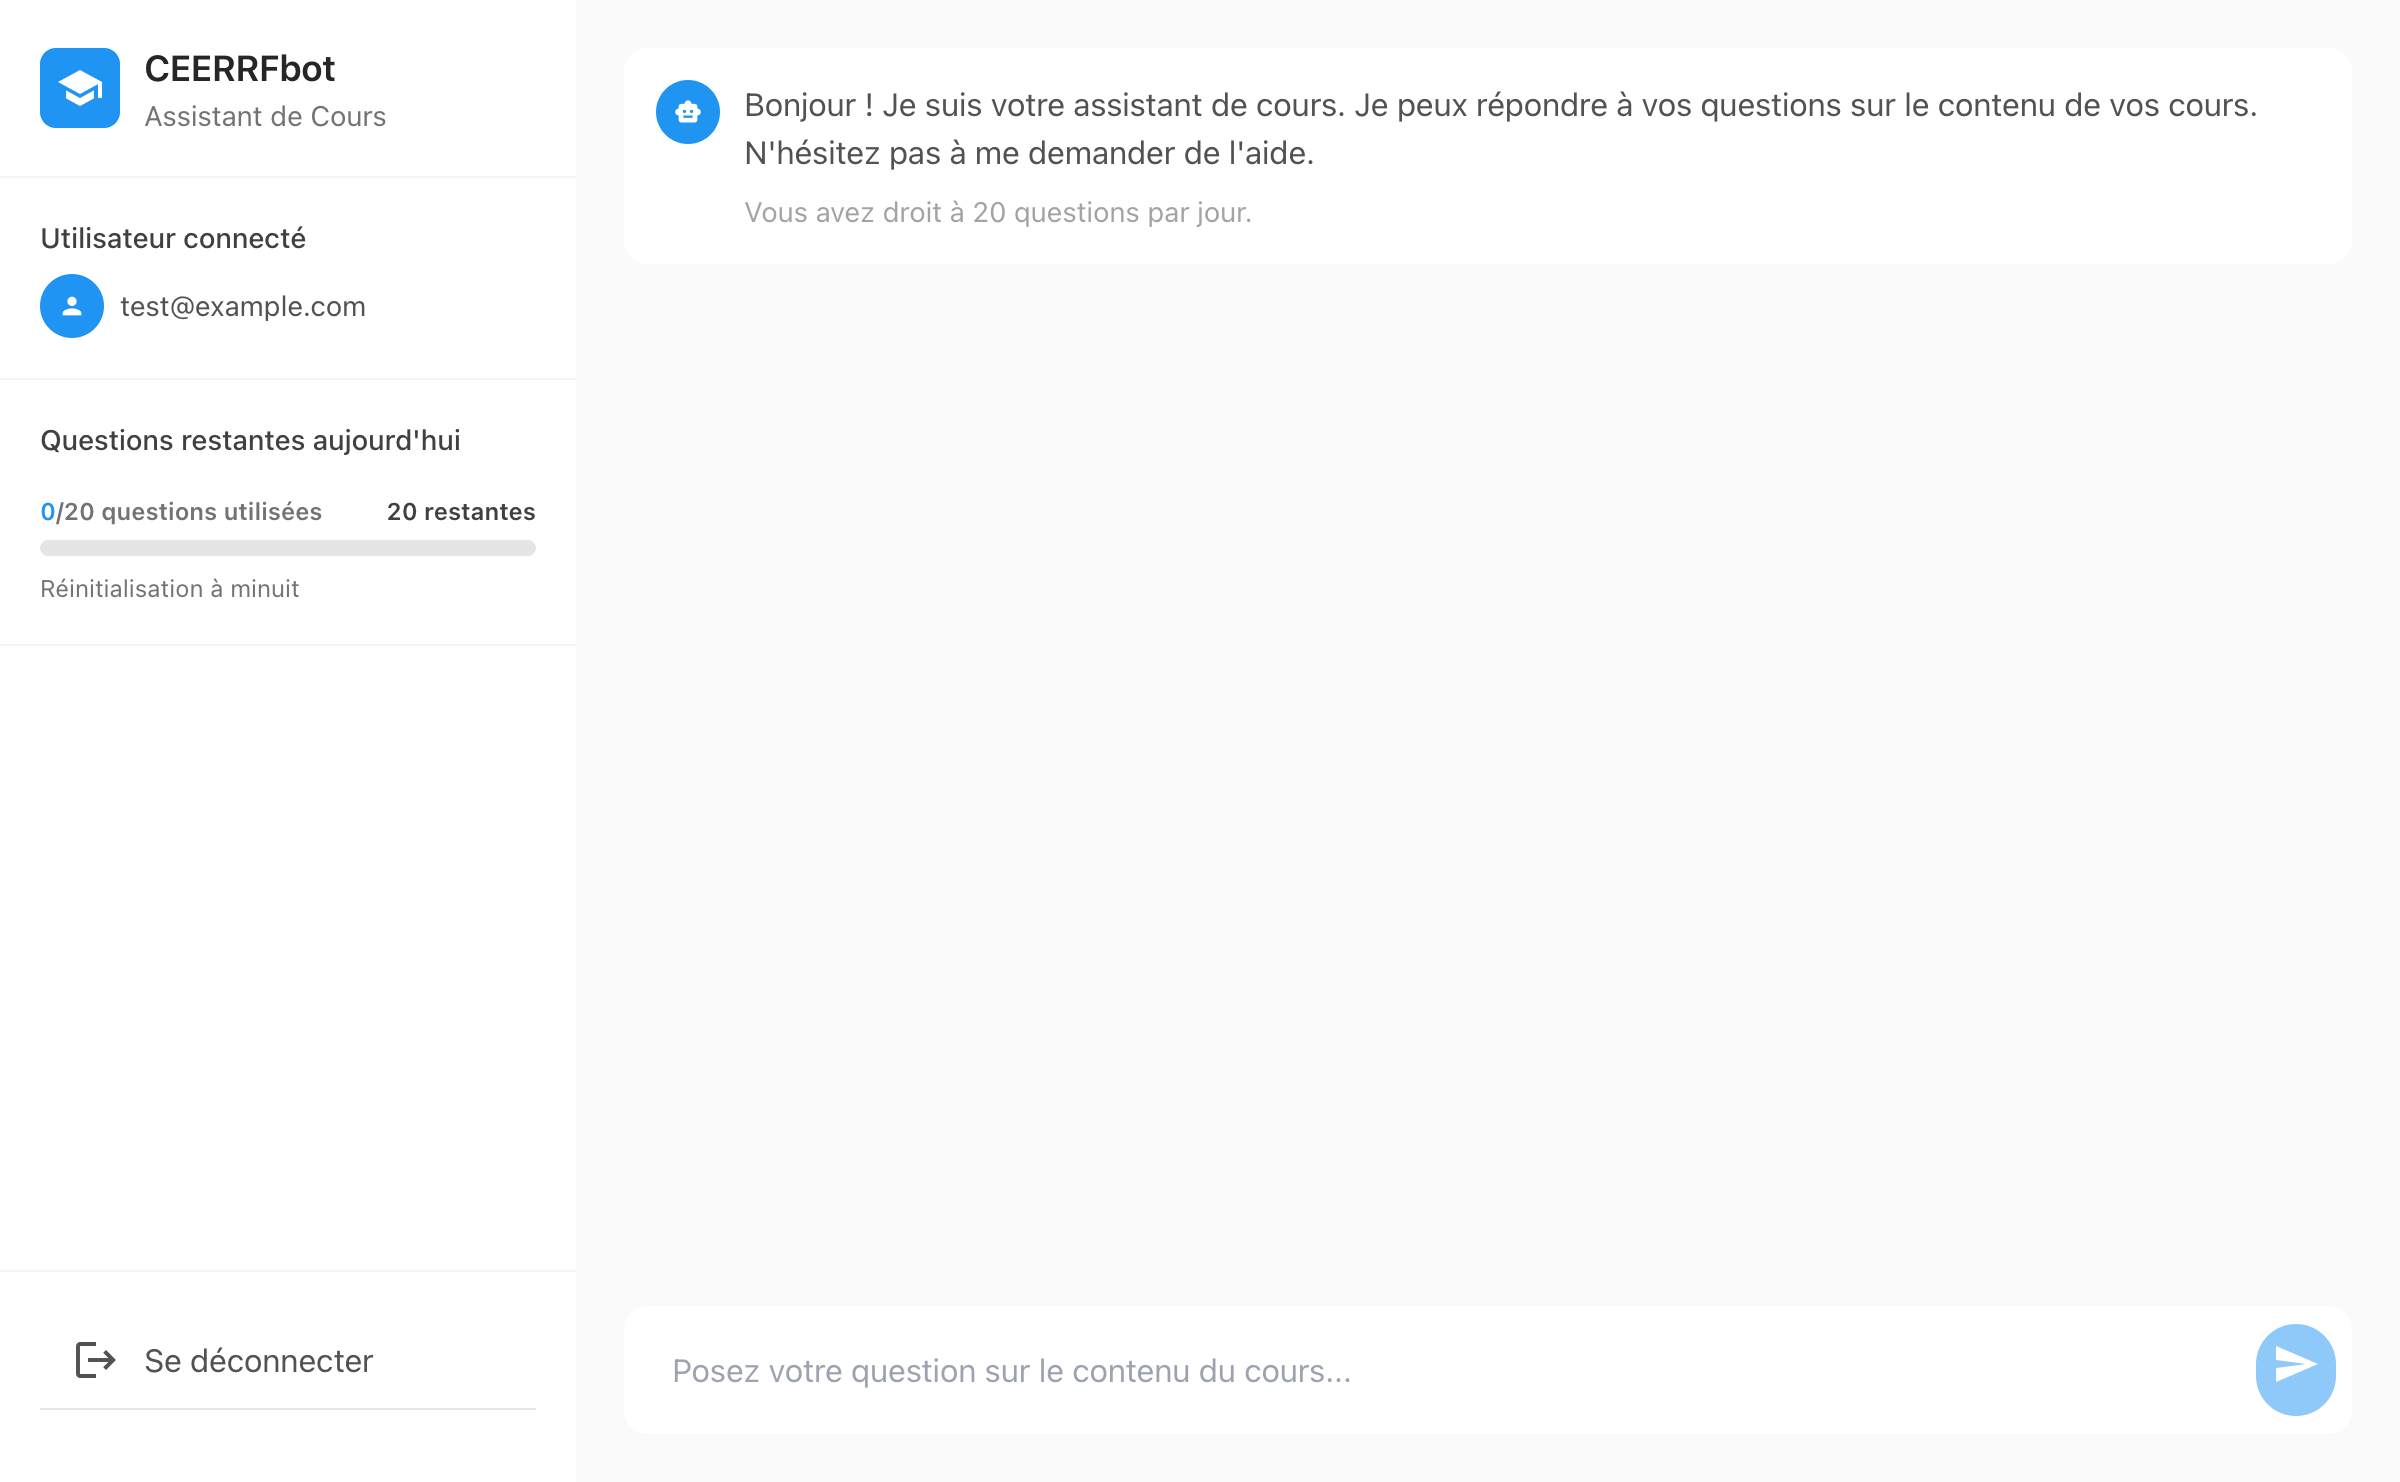 CEERRFbot
Assistant de Cours
Utilisateur connecté
test@example.com
Questions restantes aujourd'hui
0/20 questions utilisées
20 restantes
Réinitialisation à minuit
Se déconnecter
Bonjour ! Je suis votre assistant de cours. Je peux répondre à vos questions sur le contenu de vos cours.
N'hésitez pas à me demander de l'aide.
Vous avez droit à 20 questions par jour.
Posez votre question sur le contenu du cours...